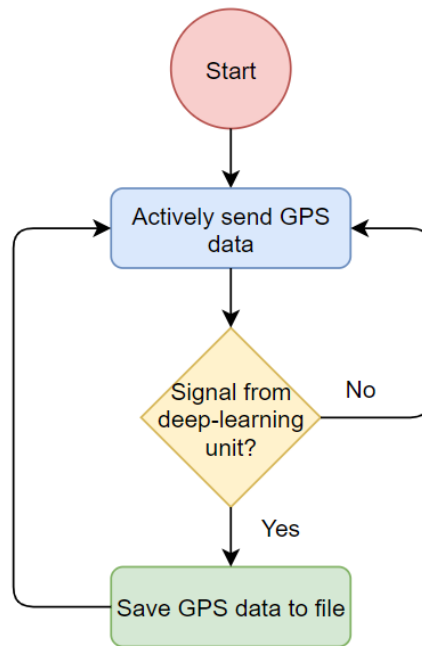 Start
Actively send GPS
data
Signal from
deep-learning
unit?
No
Yes
Save GPS data to file